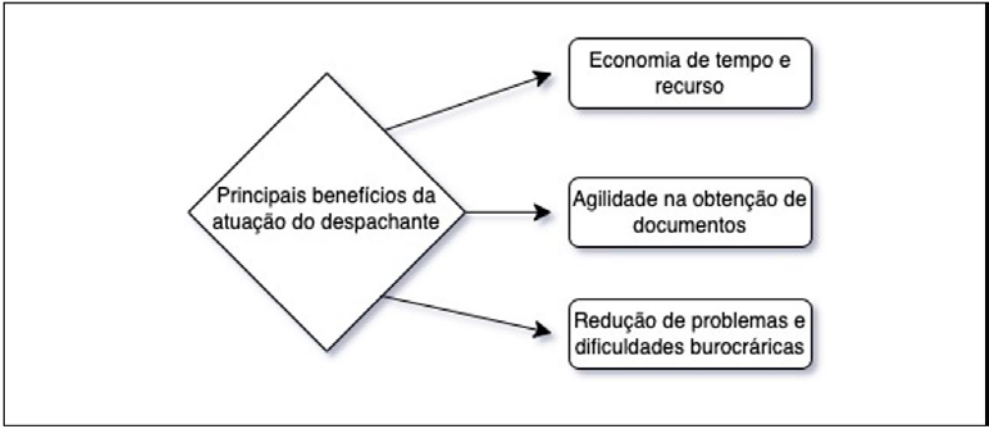 Economia de tempo e
recurso
Principais benefícios da
atuação do despachante
Agilidade na obtenção de
documentos
Redução de problemas e
dificuldades burocráricas